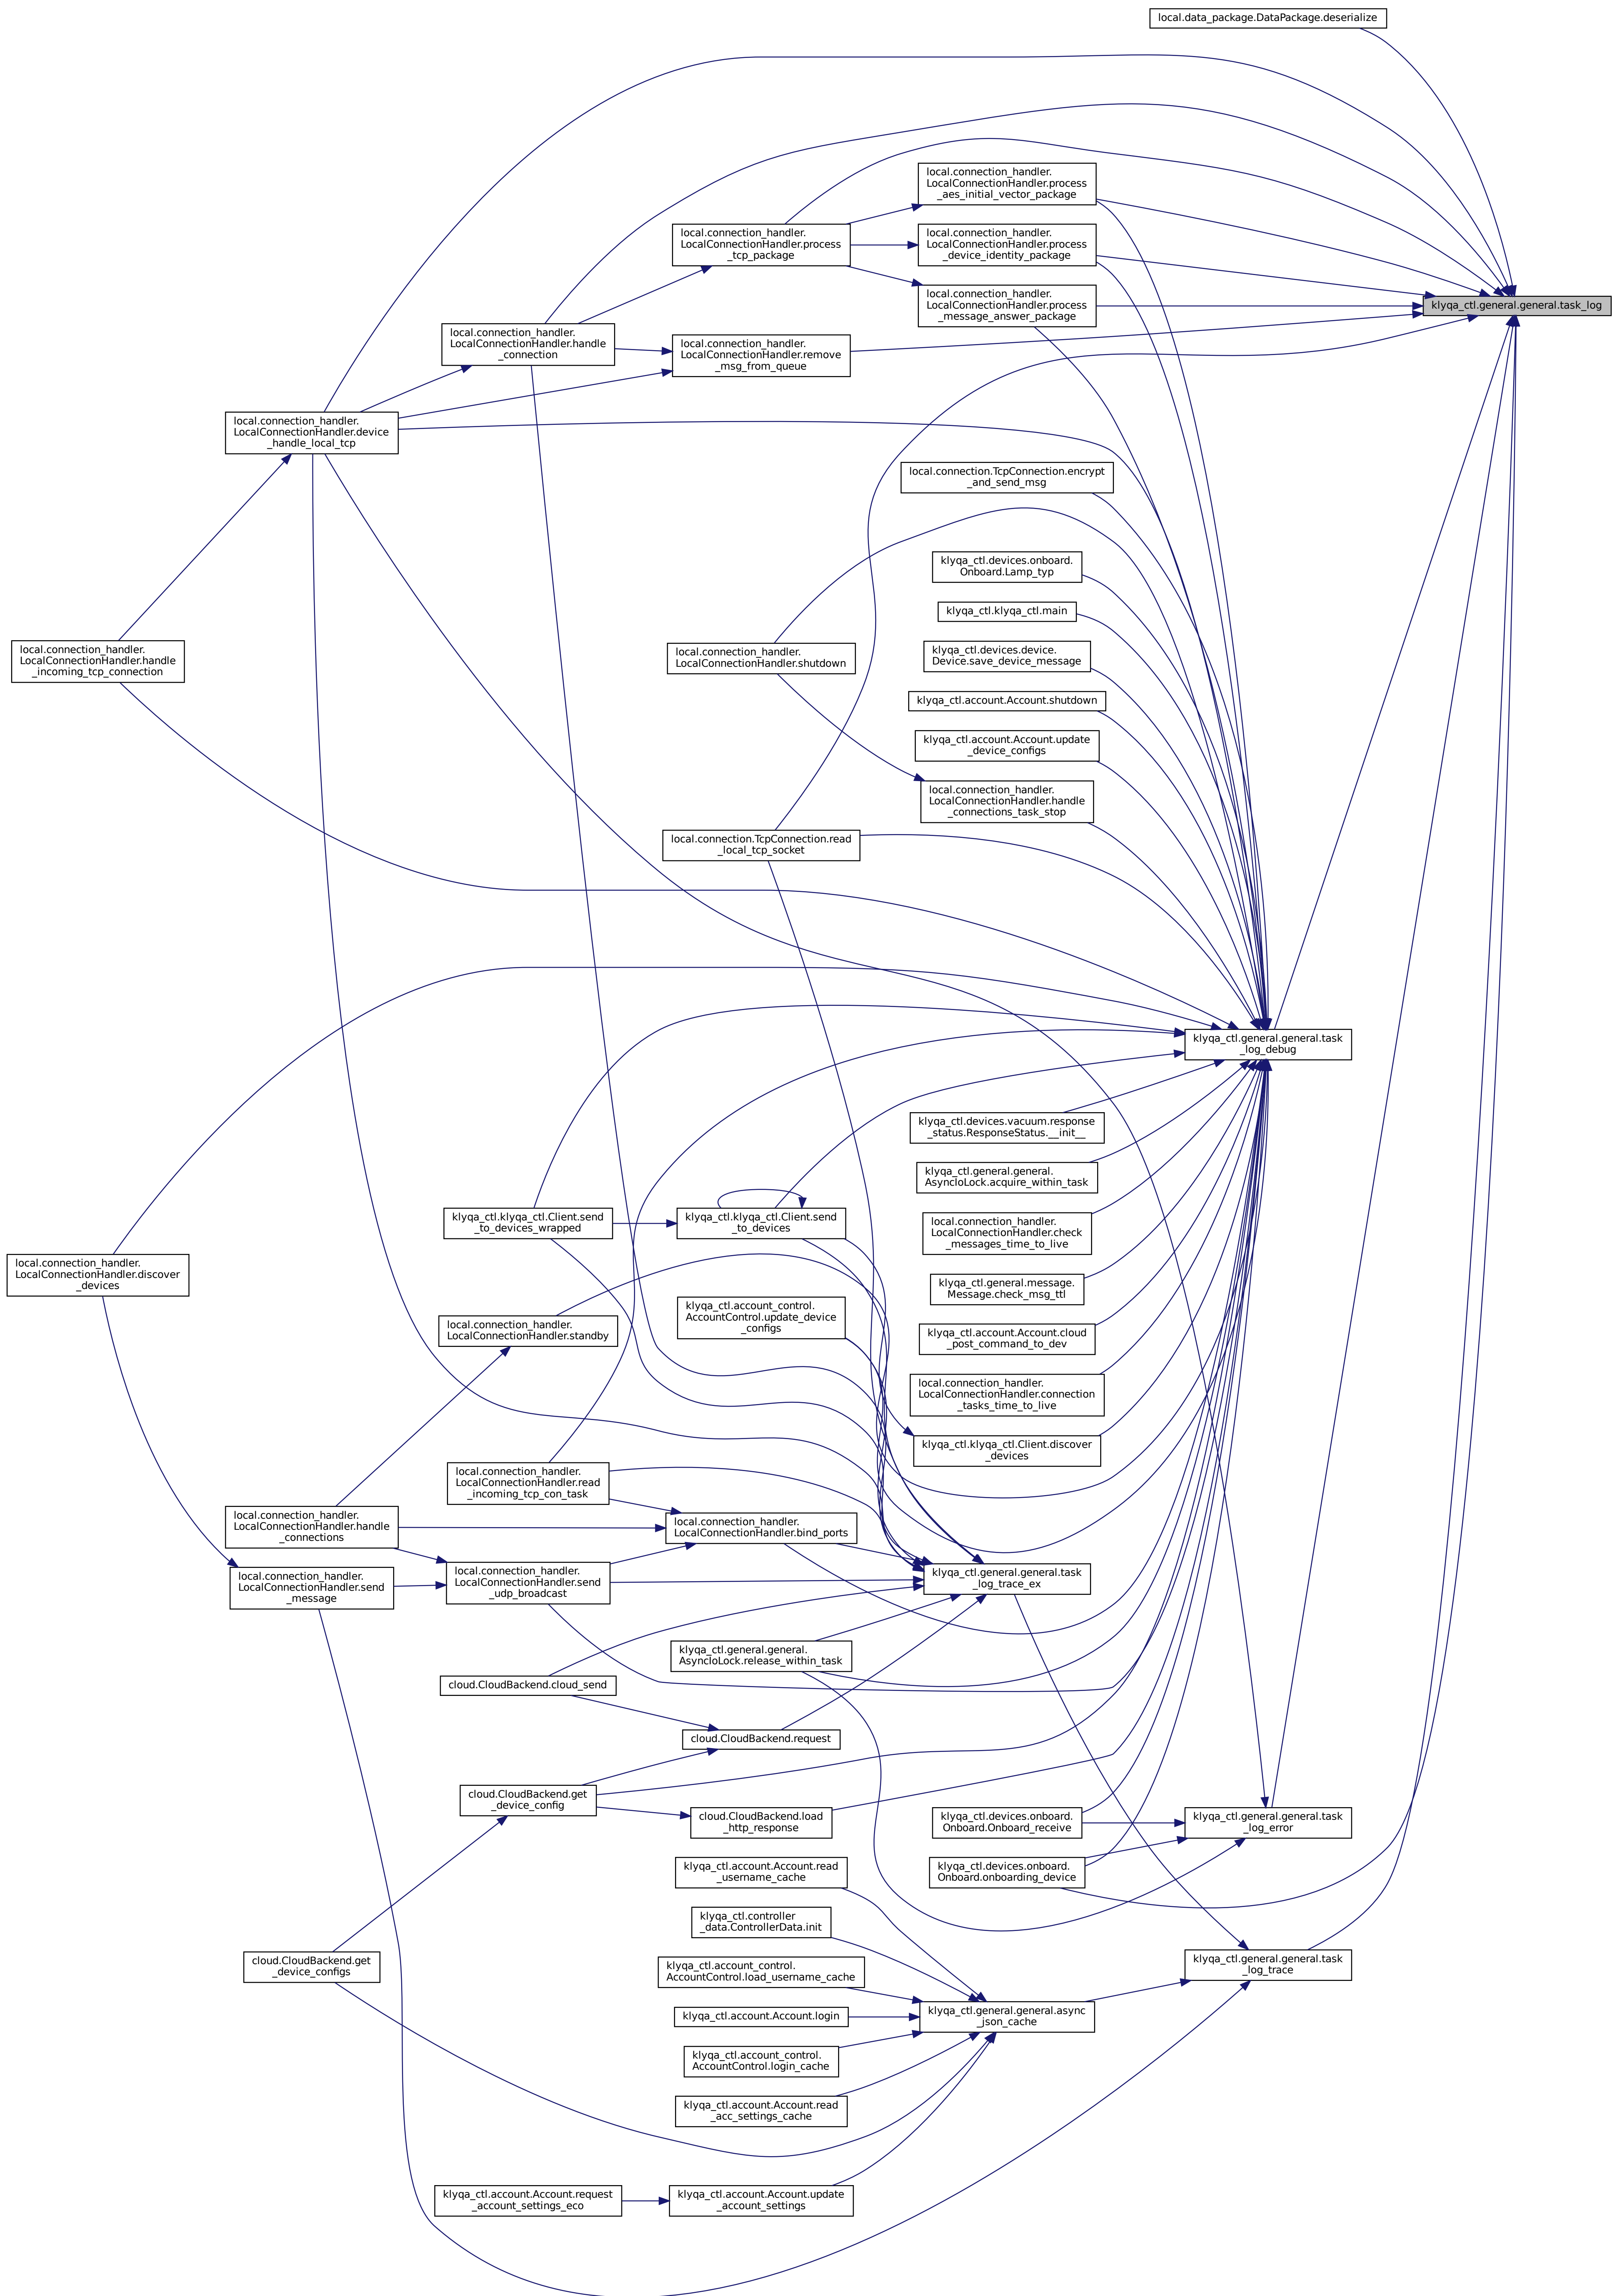 local.data_package.DataPackage.deserialize
local.connection_handler.
LocalConnectionHandler.process
_aes_initial_vector_package
local.connection_handler.
LocalConnectionHandler.process
_tcp_package
local.connection_handler.
LocalConnectionHandler.process
_device_identity_package
local.connection_handler.
LocalConnectionHandler.process
_message_answer_package
klyqa_ctl.general.general.task_log
local.connection_handler.
LocalConnectionHandler.handle
_connection
local.connection_handler.
LocalConnectionHandler.remove
_msg_from_queue
local.connection_handler.
LocalConnectionHandler.device
_handle_local_tcp
local.connection.TcpConnection.encrypt
_and_send_msg
klyqa_ctl.devices.onboard.
Onboard.Lamp_typ
klyqa_ctl.klyqa_ctl.main
local.connection_handler.
LocalConnectionHandler.handle
_incoming_tcp_connection
local.connection_handler.
LocalConnectionHandler.shutdown
klyqa_ctl.devices.device.
Device.save_device_message
klyqa_ctl.account.Account.shutdown
klyqa_ctl.account.Account.update
_device_configs
local.connection_handler.
LocalConnectionHandler.handle
_connections_task_stop
local.connection.TcpConnection.read
_local_tcp_socket
klyqa_ctl.general.general.task
_log_debug
klyqa_ctl.devices.vacuum.response
_status.ResponseStatus.__init__
klyqa_ctl.general.general.
AsyncIoLock.acquire_within_task
klyqa_ctl.klyqa_ctl.Client.send
_to_devices_wrapped
klyqa_ctl.klyqa_ctl.Client.send
_to_devices
local.connection_handler.
LocalConnectionHandler.check
_messages_time_to_live
local.connection_handler.
LocalConnectionHandler.discover
_devices
klyqa_ctl.general.message.
Message.check_msg_ttl
local.connection_handler.
LocalConnectionHandler.standby
klyqa_ctl.account_control.
AccountControl.update_device
_configs
klyqa_ctl.account.Account.cloud
_post_command_to_dev
local.connection_handler.
LocalConnectionHandler.connection
_tasks_time_to_live
klyqa_ctl.klyqa_ctl.Client.discover
_devices
local.connection_handler.
LocalConnectionHandler.read
_incoming_tcp_con_task
local.connection_handler.
LocalConnectionHandler.handle
_connections
local.connection_handler.
LocalConnectionHandler.bind_ports
local.connection_handler.
LocalConnectionHandler.send
_message
local.connection_handler.
LocalConnectionHandler.send
_udp_broadcast
klyqa_ctl.general.general.task
_log_trace_ex
klyqa_ctl.general.general.
AsyncIoLock.release_within_task
cloud.CloudBackend.cloud_send
cloud.CloudBackend.request
cloud.CloudBackend.get
_device_config
cloud.CloudBackend.load
_http_response
klyqa_ctl.devices.onboard.
Onboard.Onboard_receive
klyqa_ctl.general.general.task
_log_error
klyqa_ctl.account.Account.read
_username_cache
klyqa_ctl.devices.onboard.
Onboard.onboarding_device
klyqa_ctl.controller
_data.ControllerData.init
cloud.CloudBackend.get
_device_configs
klyqa_ctl.account_control.
AccountControl.load_username_cache
klyqa_ctl.general.general.task
_log_trace
klyqa_ctl.account.Account.login
klyqa_ctl.general.general.async
_json_cache
klyqa_ctl.account_control.
AccountControl.login_cache
klyqa_ctl.account.Account.read
_acc_settings_cache
klyqa_ctl.account.Account.request
_account_settings_eco
klyqa_ctl.account.Account.update
_account_settings